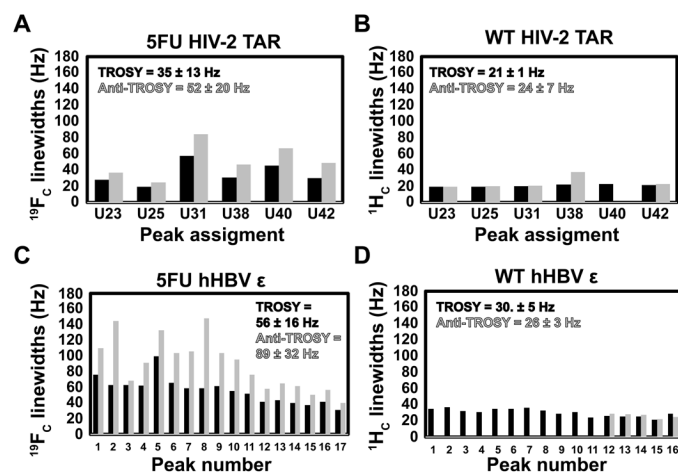 A
5FU HIV-2 TAR
19FC linewidths (Hz)
180
160
140
120
100
80
60
40
20
0
TROSY = 35 ± 13 Hz
Anti-TROSY = 52 ± 20 Hz
U23 U25 U31 U38 U40 U42
Peak assigment
B
WT HIV-2 TAR
1HC linewidths (Hz)
180
160
140
120
100
80
60
40
20
0
TROSY = 21 ± 1 Hz
Anti-TROSY = 24 ± 7 Hz
U23 U25 U31 U38 U40 U42
Peak assigment
C
5FU hHBV ε
19FC linewidths (Hz)
180
160
140
120
100
80
60
40
20
0
TROSY =
56 ± 16 Hz
Anti-TROSY =
89 ± 32 Hz
1 2 3 4 5 6 7 8 9 10 11 12 13 14 15 16 17
Peak number
D
WT hHBV ε
1HC linewidths (Hz)
180
160
140
120
100
80
60
40
20
0
TROSY = 30. ± 5 Hz
Anti-TROSY = 26 ± 3 Hz
1 2 3 4 5 6 7 8 9 10 11 12 13 14 15 16
Peak number